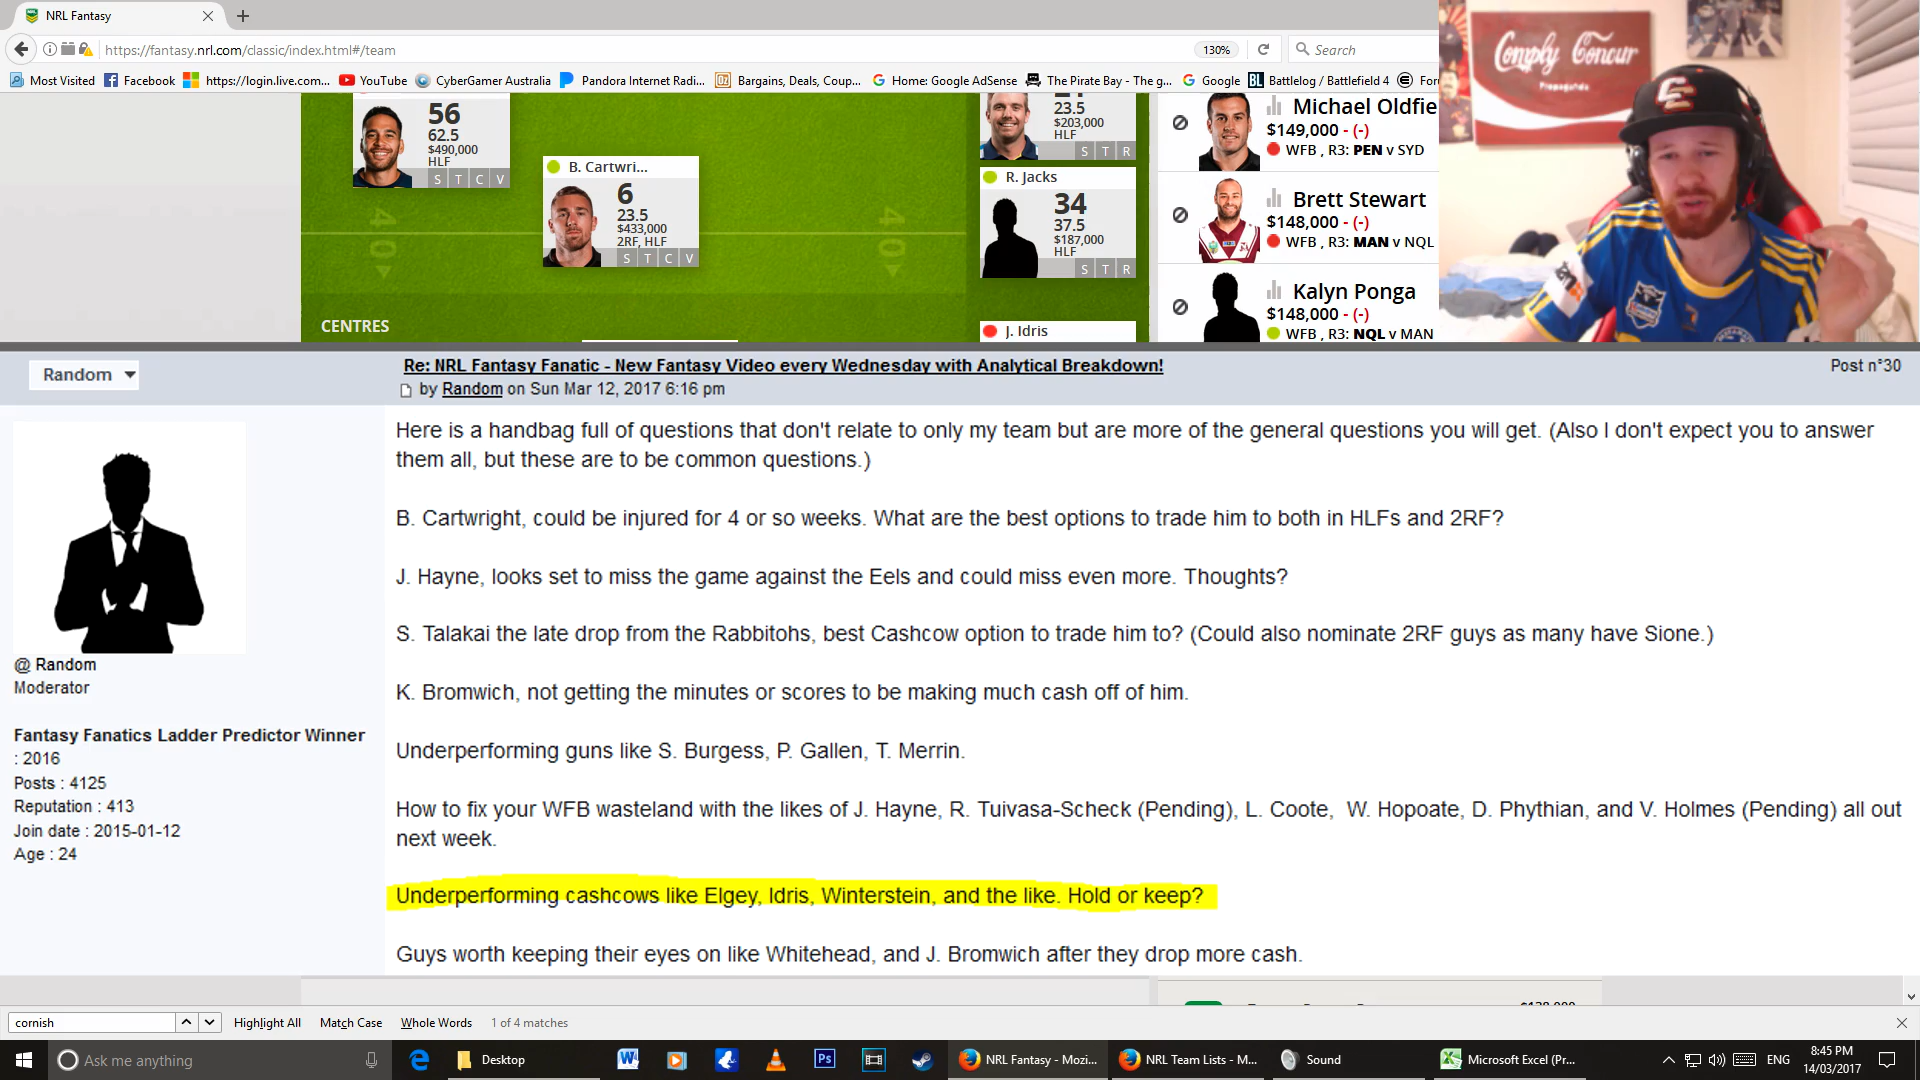 NRL Fantasy
https://fantasy.nrl.com/classic/index.html#/team
130%
Search
Most Visited
Facebook
https://login.live.com...
YouTube
CyberGamer Australia
Pandora Internet Radi...
Bargains, Deals, Coup...
Home: Google AdSense
The Pirate Bay - The g...
Google
Battlelog / Battlefield 4
For
Comply Concur
Propaganda
56
62.5
$490,000
HLF
S T C V
B. Cartwri...
6
23.5
$433,000
2RF, HLF
S T C V
40
40
CENTRES
23.5
$203,000
HLF
S T R
R. Jacks
34
37.5
$187,000
HLF
S T R
J. Idris
Michael Oldfie
$149,000 - (-)
WFB , R3: PEN v SYD
Brett Stewart
$148,000 - (-)
WFB , R3: MAN v NQL
Kalyn Ponga
$148,000 - (-)
WFB , R3: NQL v MAN
Random
Re: NRL Fantasy Fanatic - New Fantasy Video every Wednesday with Analytical Breakdown!
Post n°30
by Random on Sun Mar 12, 2017 6:16 pm
Here is a handbag full of questions that don't relate to only my team but are more of the general questions you will get. (Also I don't expect you to answer
them all, but these are to be common questions.)
B. Cartwright, could be injured for 4 or so weeks. What are the best options to trade him to both in HLFs and 2RF?
J. Hayne, looks set to miss the game against the Eels and could miss even more. Thoughts?
S. Talakai the late drop from the Rabbitohs, best Cashcow option to trade him to? (Could also nominate 2RF guys as many have Sione.)
K. Bromwich, not getting the minutes or scores to be making much cash off of him.
Underperforming guns like S. Burgess, P. Gallen, T. Merrin.
How to fix your WFB wasteland with the likes of J. Hayne, R. Tuivasa-Scheck (Pending), L. Coote, W. Hopoate, D. Phythian, and V. Holmes (Pending) all out
next week.
Underperforming cashcows like Elgey, Idris, Winterstein, and the like. Hold or keep?
Guys worth keeping their eyes on like Whitehead, and J. Bromwich after they drop more cash.
@ Random
Moderator
Fantasy Fanatics Ladder Predictor Winner
: 2016
Posts : 4125
Reputation : 413
Join date : 2015-01-12
Age : 24
cornish
Highlight All
Match Case
Whole Words
1 of 4 matches
Ask me anything
Desktop
NRL Fantasy - Mozi...
NRL Team Lists - M...
Sound
Microsoft Excel (Pr...
ENG
8:45 PM
14/03/2017